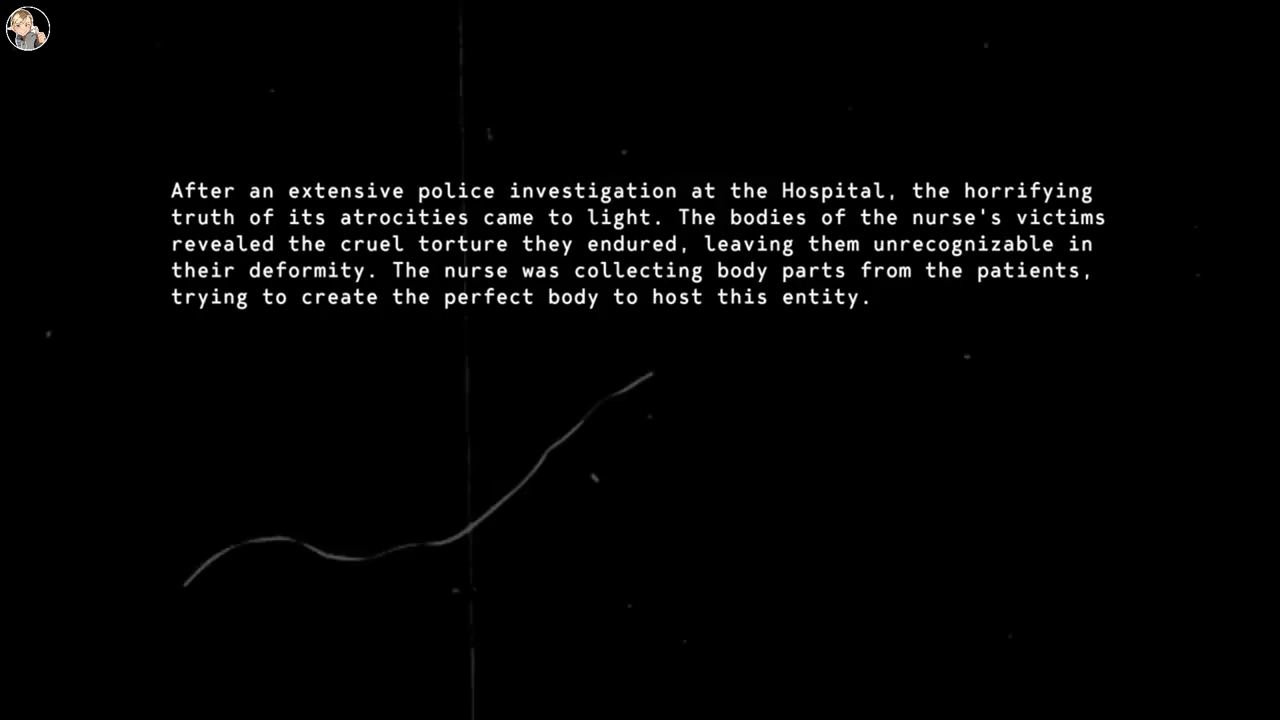 After an extensive police investigation at the Hospital, the horrifying
truth of its atrocities came to light. The bodies of the nurse's victims
revealed the cruel torture they endured, leaving them unrecognizable in
their deformity. The nurse was collecting body parts from the patients,
trying to create the perfect body to host this entity.